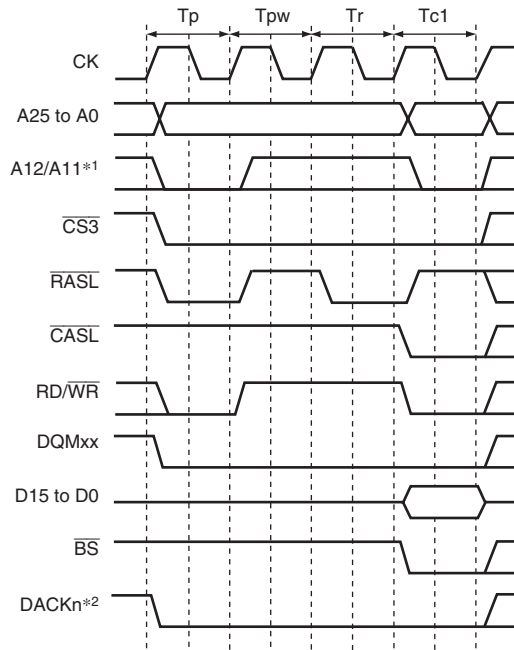 Tp Tpw Tr Tc1
CK
A25 to A0
A12/A11*1
CS3
RASL
CASL
RD/WR
DQMxx
D15 to D0
BS
DACKn*2